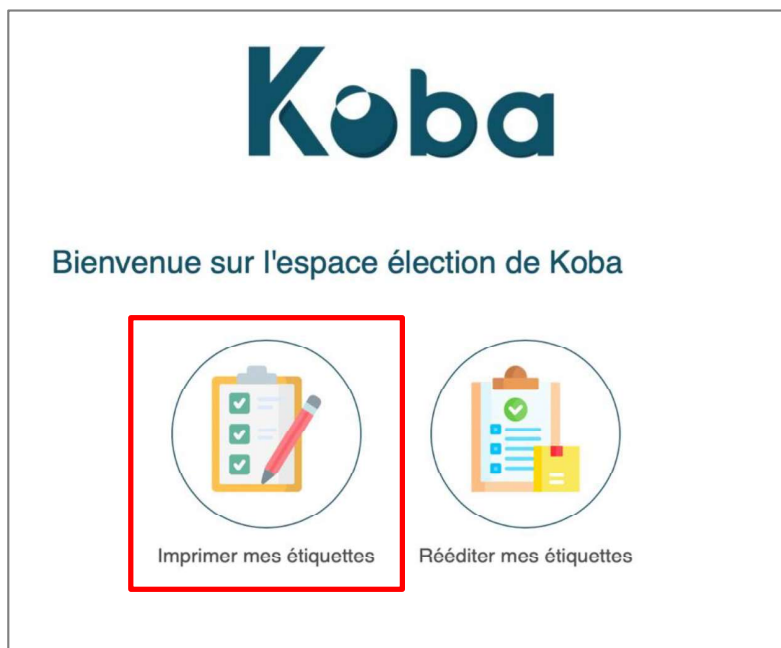 Koba
Bienvenue sur l'espace élection de Koba
Imprimer mes étiquettes
Rééditer mes étiquettes